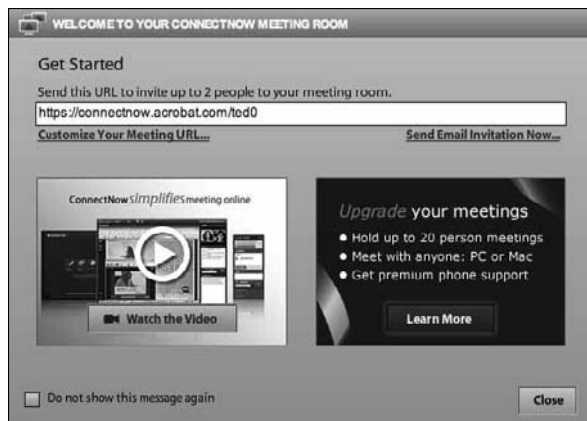 WELCOME TO YOUR CONNECTNOW MEETING ROOM
Get Started
Send this URL to invite up to 2 people to your meeting room.
https://connectnow.acrobat.com/ted0
Customize Your Meeting URL...
Send Email Invitation Now...
ConnectNow simplifies meeting online
Watch the Video
Upgrade your meetings
● Hold up to 20 person meetings
● Meet with anyone: PC or Mac
● Get premium phone support
Learn More
Do not show this message again
Close